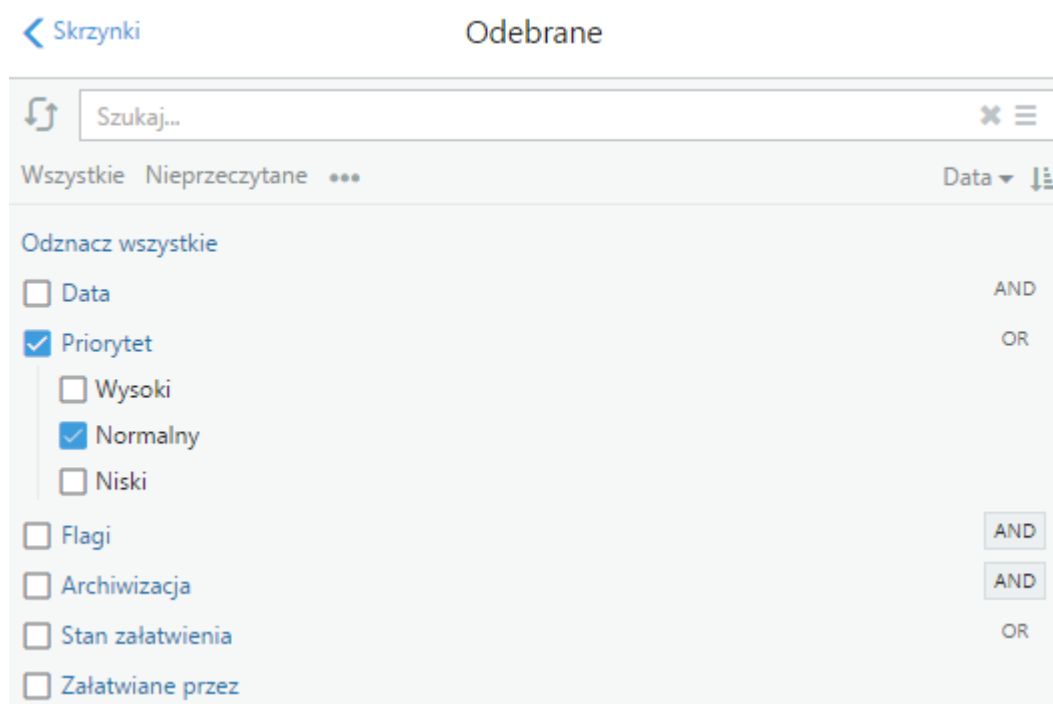 Skrzynki Odebrane
Szukaj...
Wszystkie Nieprzeczytane ••• Data
Odznacz wszystkie
Data AND
Priorytet OR
Wysoki
Normalny
Niski
Flagi AND
Archiwizacja AND
Stan załatwienia OR
Załatwiane przez